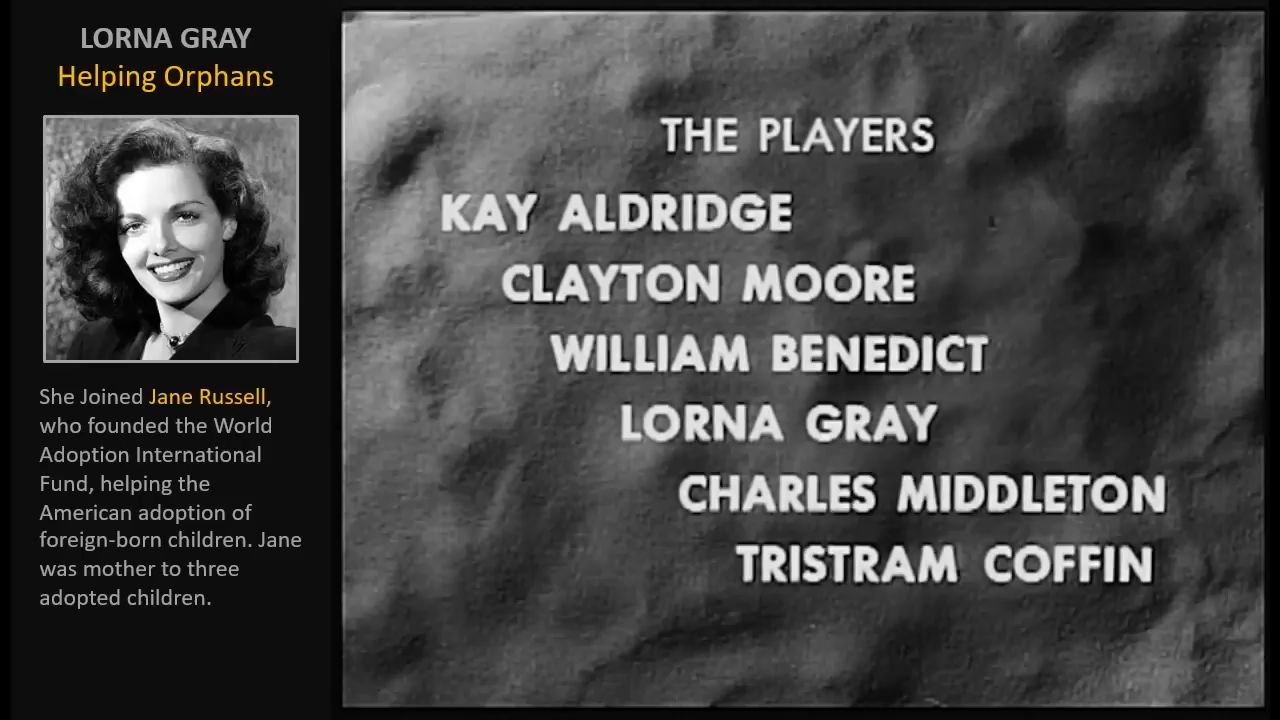 LORNA GRAY
Helping Orphans
She Joined Jane Russell,
who founded the World
Adoption International
Fund, helping the
American adoption of
foreign-born children. Jane
was mother to three
adopted children.
THE PLAYERS
KAY ALDRIDGE
CLAYTON MOORE
WILLIAM BENEDICT
LORNA GRAY
CHARLES MIDDLETON
TRISTRAM COFFIN